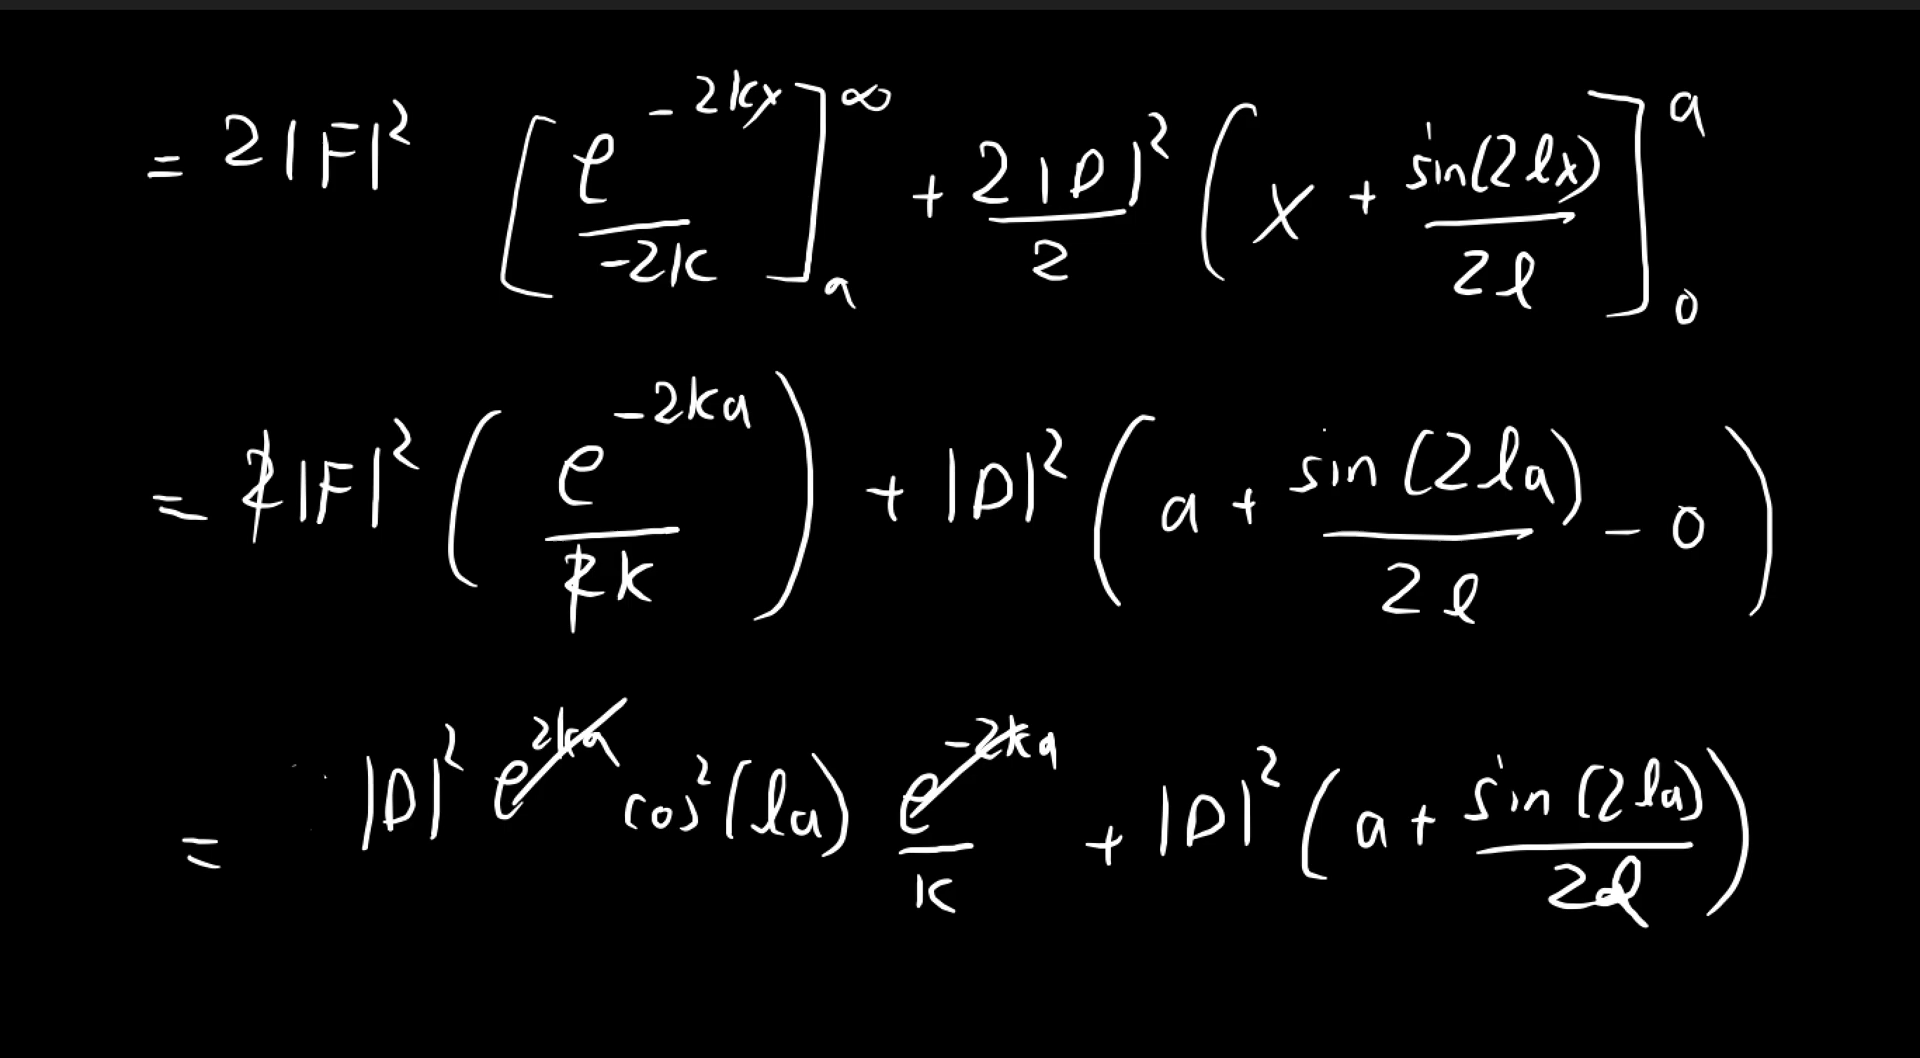 = 2|F|² [e^{-2kx}/-2k]_a^∞ + 2|D|²/2 (x + sin(2lx)/2l]_0^a
= 2|F|² (e^{-2ka}/2k) + |D|² (a + sin(2la)/2l - 0)
= |D|² e^{2ka} cos²(la) e^{-2ka}/k + |D|² (a + sin(2la)/2l)